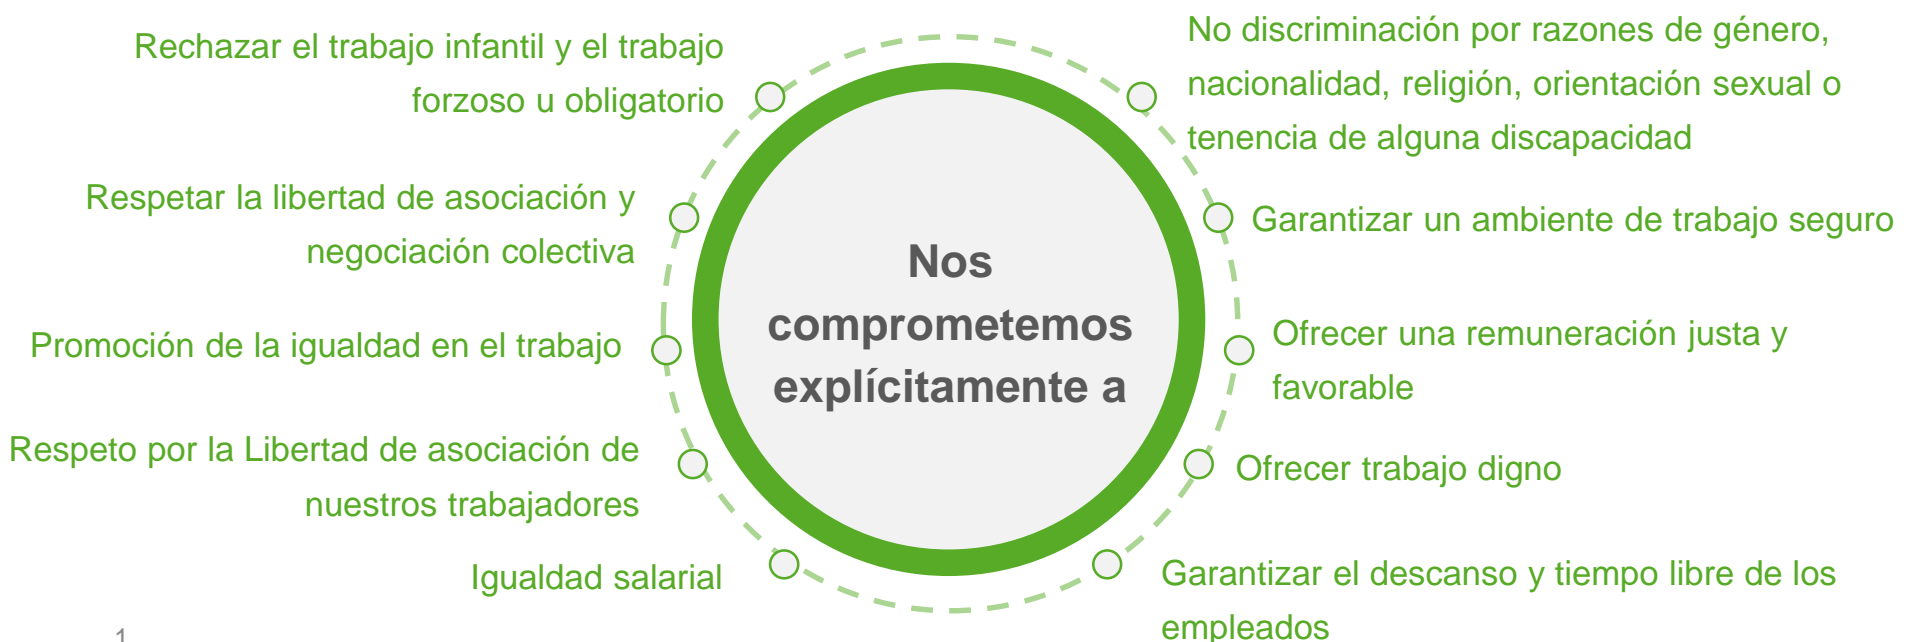 Rechazar el trabajo infantil y el trabajo
forzoso u obligatorio
Respetar la libertad de asociación y
negociación colectiva
Promoción de la igualdad en el trabajo
Respeto por la Libertad de asociación de
nuestros trabajadores
Igualdad salarial
Nos
comprometemos
explícitamente a
No discriminación por razones de género,
nacionalidad, religión, orientación sexual o
tenencia de alguna discapacidad
Garantizar un ambiente de trabajo seguro
Ofrecer una remuneración justa y
favorable
Ofrecer trabajo digno
Garantizar el descanso y tiempo libre de los
empleados
1